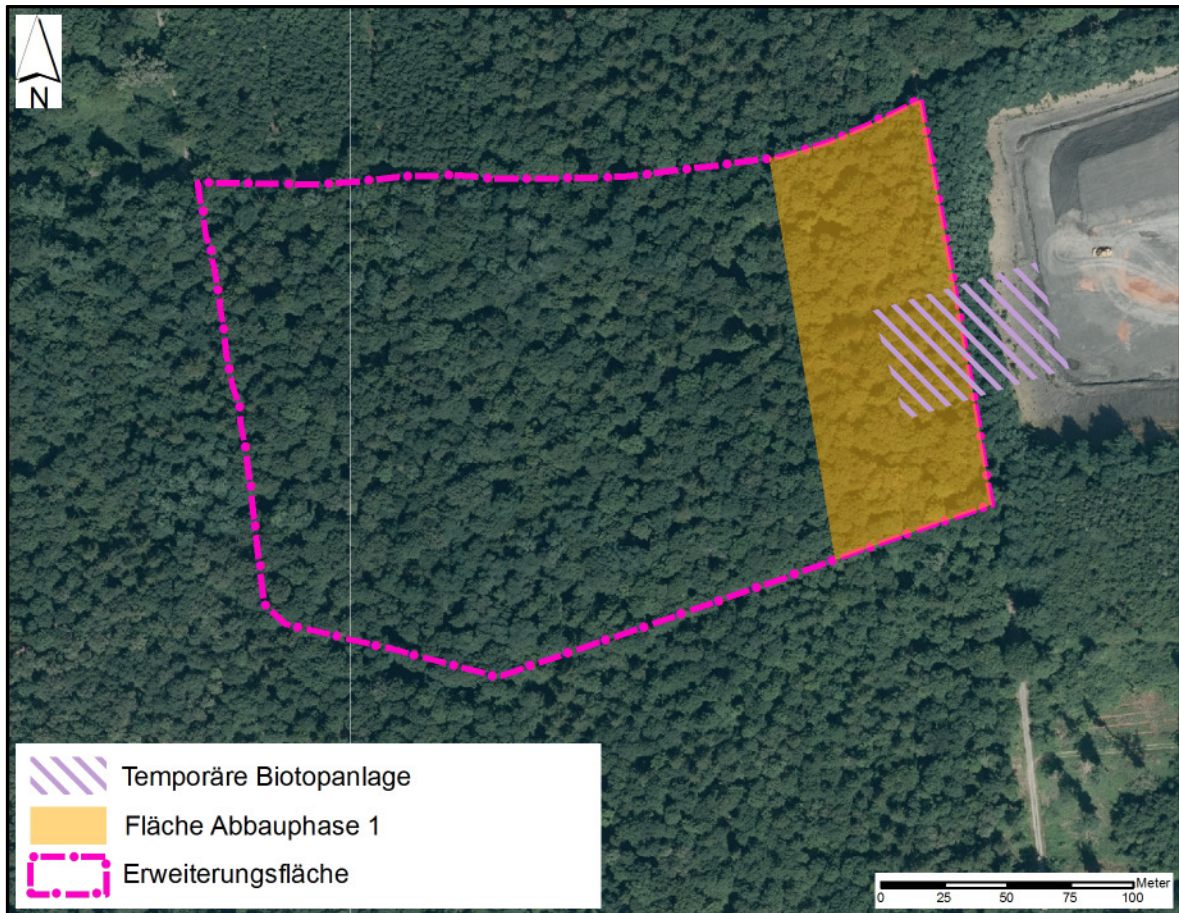 N
Temporäre Biotopanlage
Fläche Abbauphase 1
Erweiterungsfläche
Meter
0 25 50 75 100